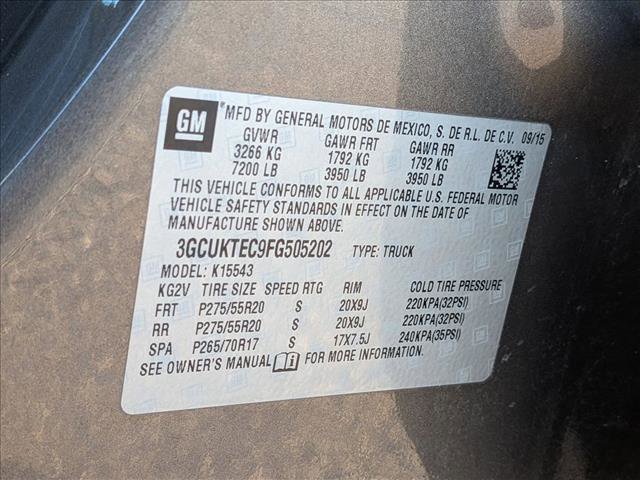 GM
®MFD BY GENERAL MOTORS DE MEXICO, S. DE R.L. DE C.V. 09/15
GVWR GAWR FRT GAWR RR
3266 KG 1792 KG 1792 KG
7200 LB 3950 LB 3950 LB
THIS VEHICLE CONFORMS TO ALL APPLICABLE U.S. FEDERAL MOTOR
VEHICLE SAFETY STANDARDS IN EFFECT ON THE DATE OF
MANUFACTURE SHOWN ABOVE.
3GCUKTEC9FG505202 TYPE: TRUCK
MODEL: K15543
KG2V TIRE SIZE SPEED RTG RIM COLD TIRE PRESSURE
FRT P275/55R20 S 20X9J 220KPA(32PSI)
RR P275/55R20 S 20X9J 220KPA(32PSI)
SPA P265/70R17 S 17X7.5J 240KPA(35PSI)
SEE OWNER'S MANUAL FOR MORE INFORMATION.